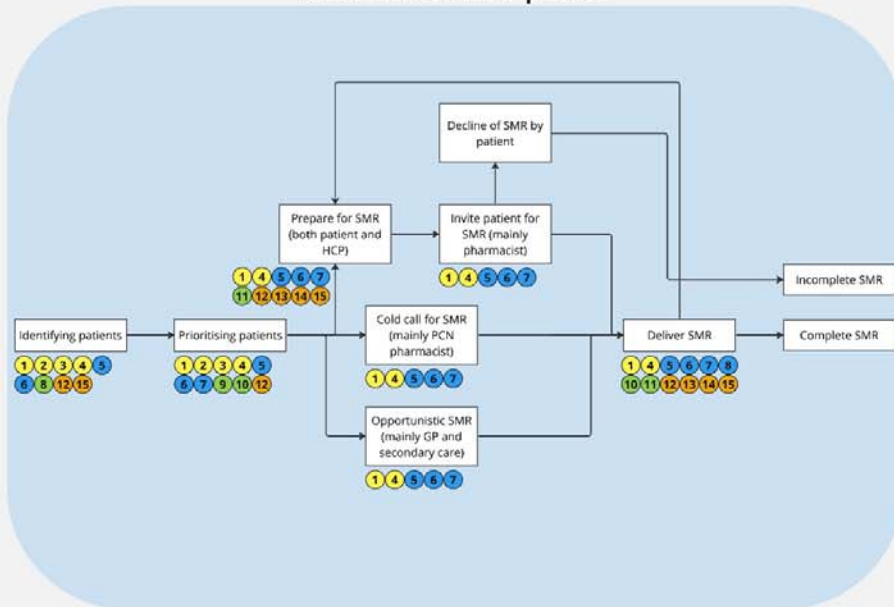 Decline of SMR by
patient
Prepare for SMR
(both patient and
HCP)
1 4 5 6 7
11 12 13 14 15
Invite patient for
SMR (mainly
pharmacist)
1 4 5 6 7
Incomplete SMR
Identifying patients
1 2 3 4 5
6 8 12 15
Prioritising patients
1 2 3 4 5
6 7 9 10 12
Cold call for SMR
(mainly PCN
pharmacist)
1 4 5 6 7
Deliver SMR
1 4 5 6 7 8
10 11 12 13 14 15
Complete SMR
Opportunistic SMR
(mainly GP and
secondary care)
1 4 5 6 7